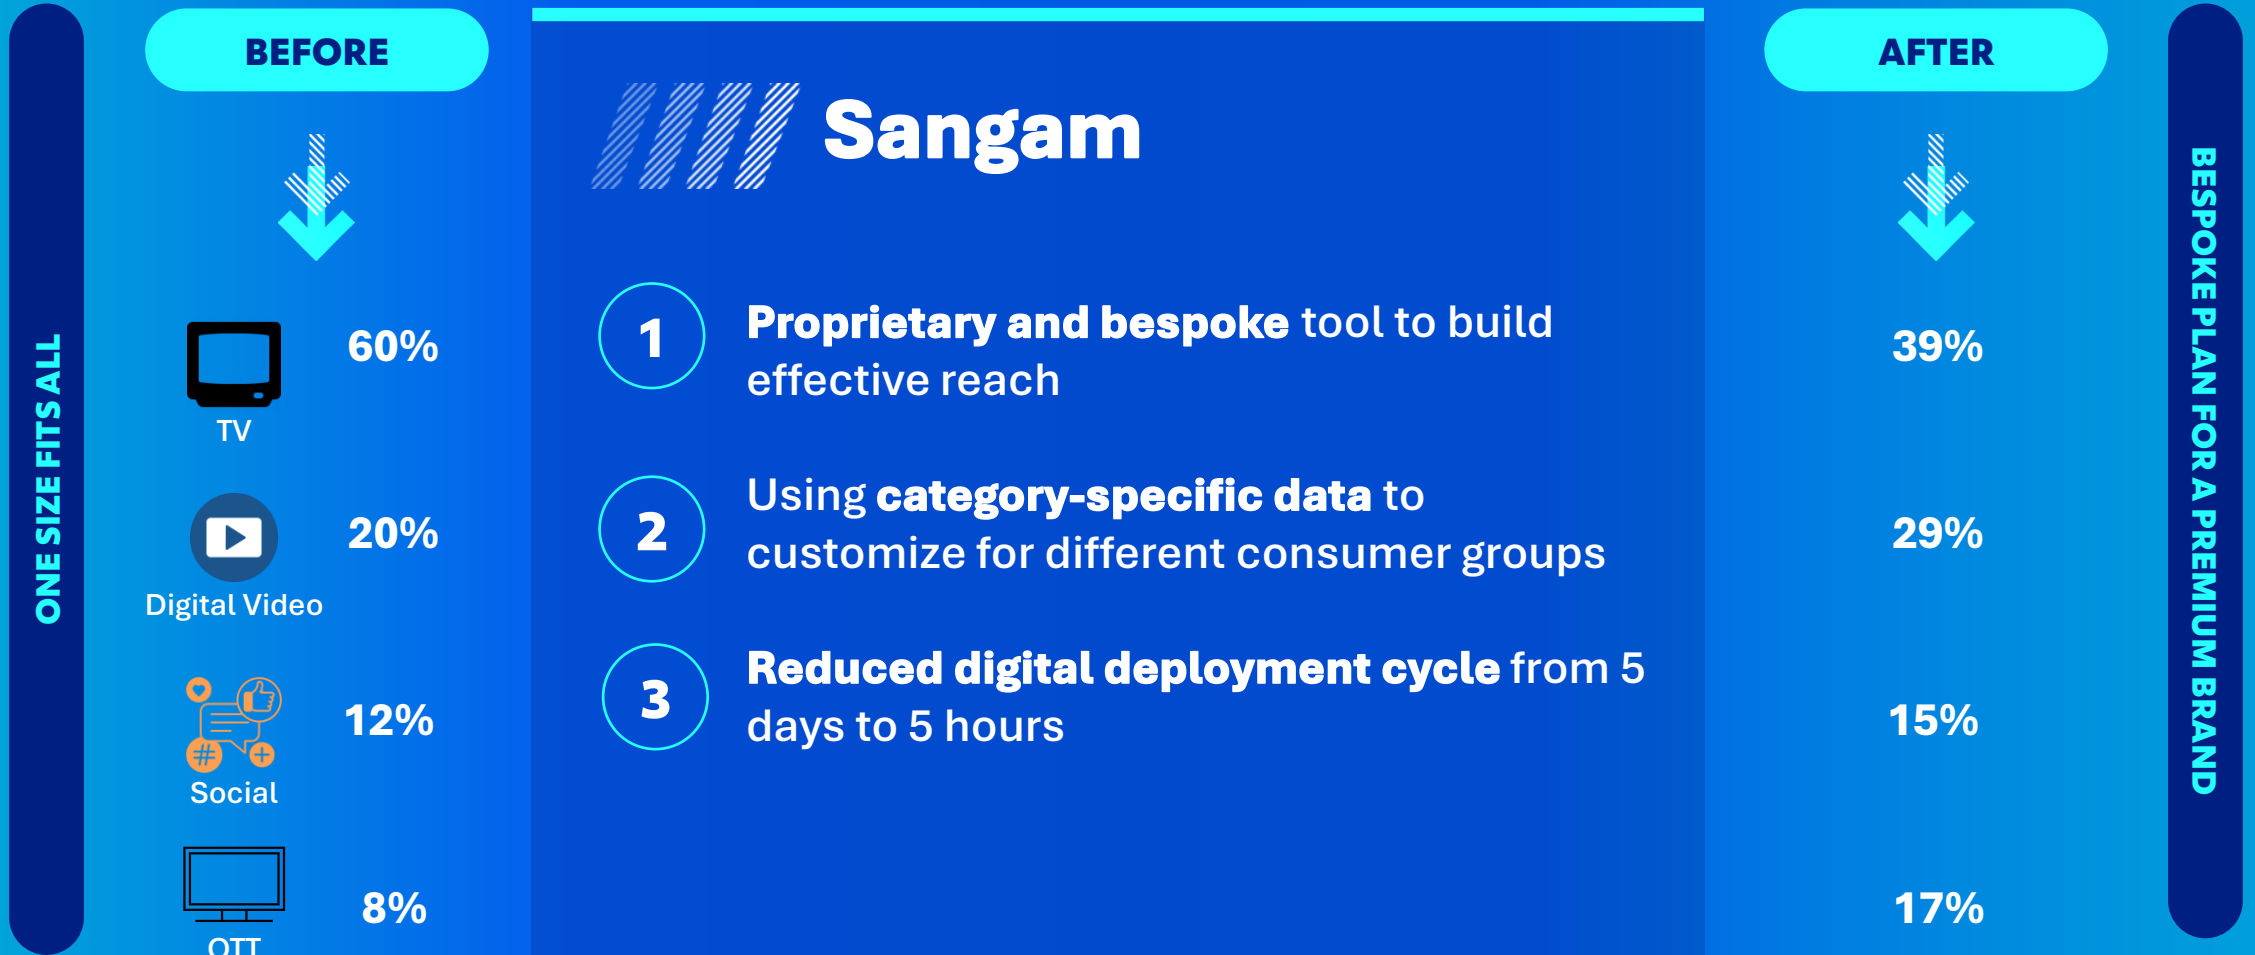 ONE SIZE FITS ALL
BEFORE
60%
TV
20%
Digital Video
12%
Social
8%
OTT
Sangam
1
Proprietary and bespoke tool to build
effective reach
2
Using category-specific data to
customize for different consumer groups
3
Reduced digital deployment cycle from 5
days to 5 hours
AFTER
39%
29%
15%
17%
BESPOKE PLAN FOR A PREMIUM BRAND